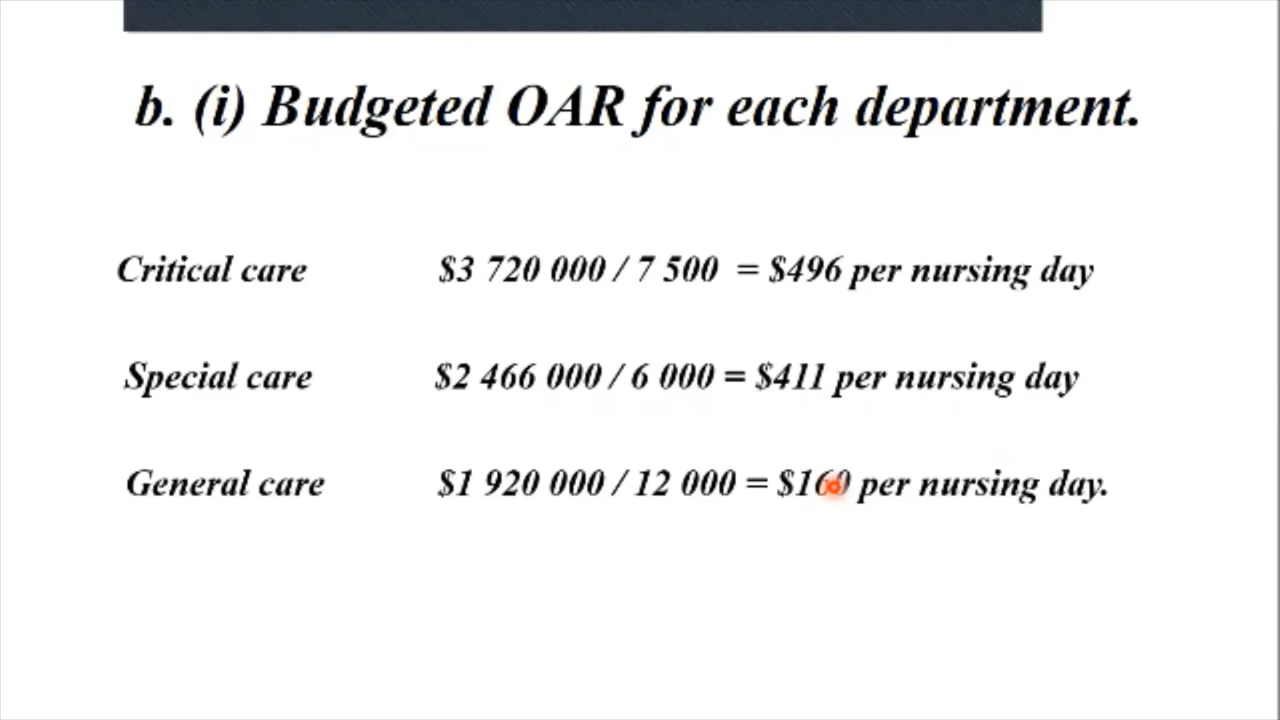 b. (i) Budgeted OAR for each department.
Critical care $3 720 000 / 7 500 = $496 per nursing day
Special care $2 466 000 / 6 000 = $411 per nursing day
General care $1 920 000 / 12 000 = $160 per nursing day.